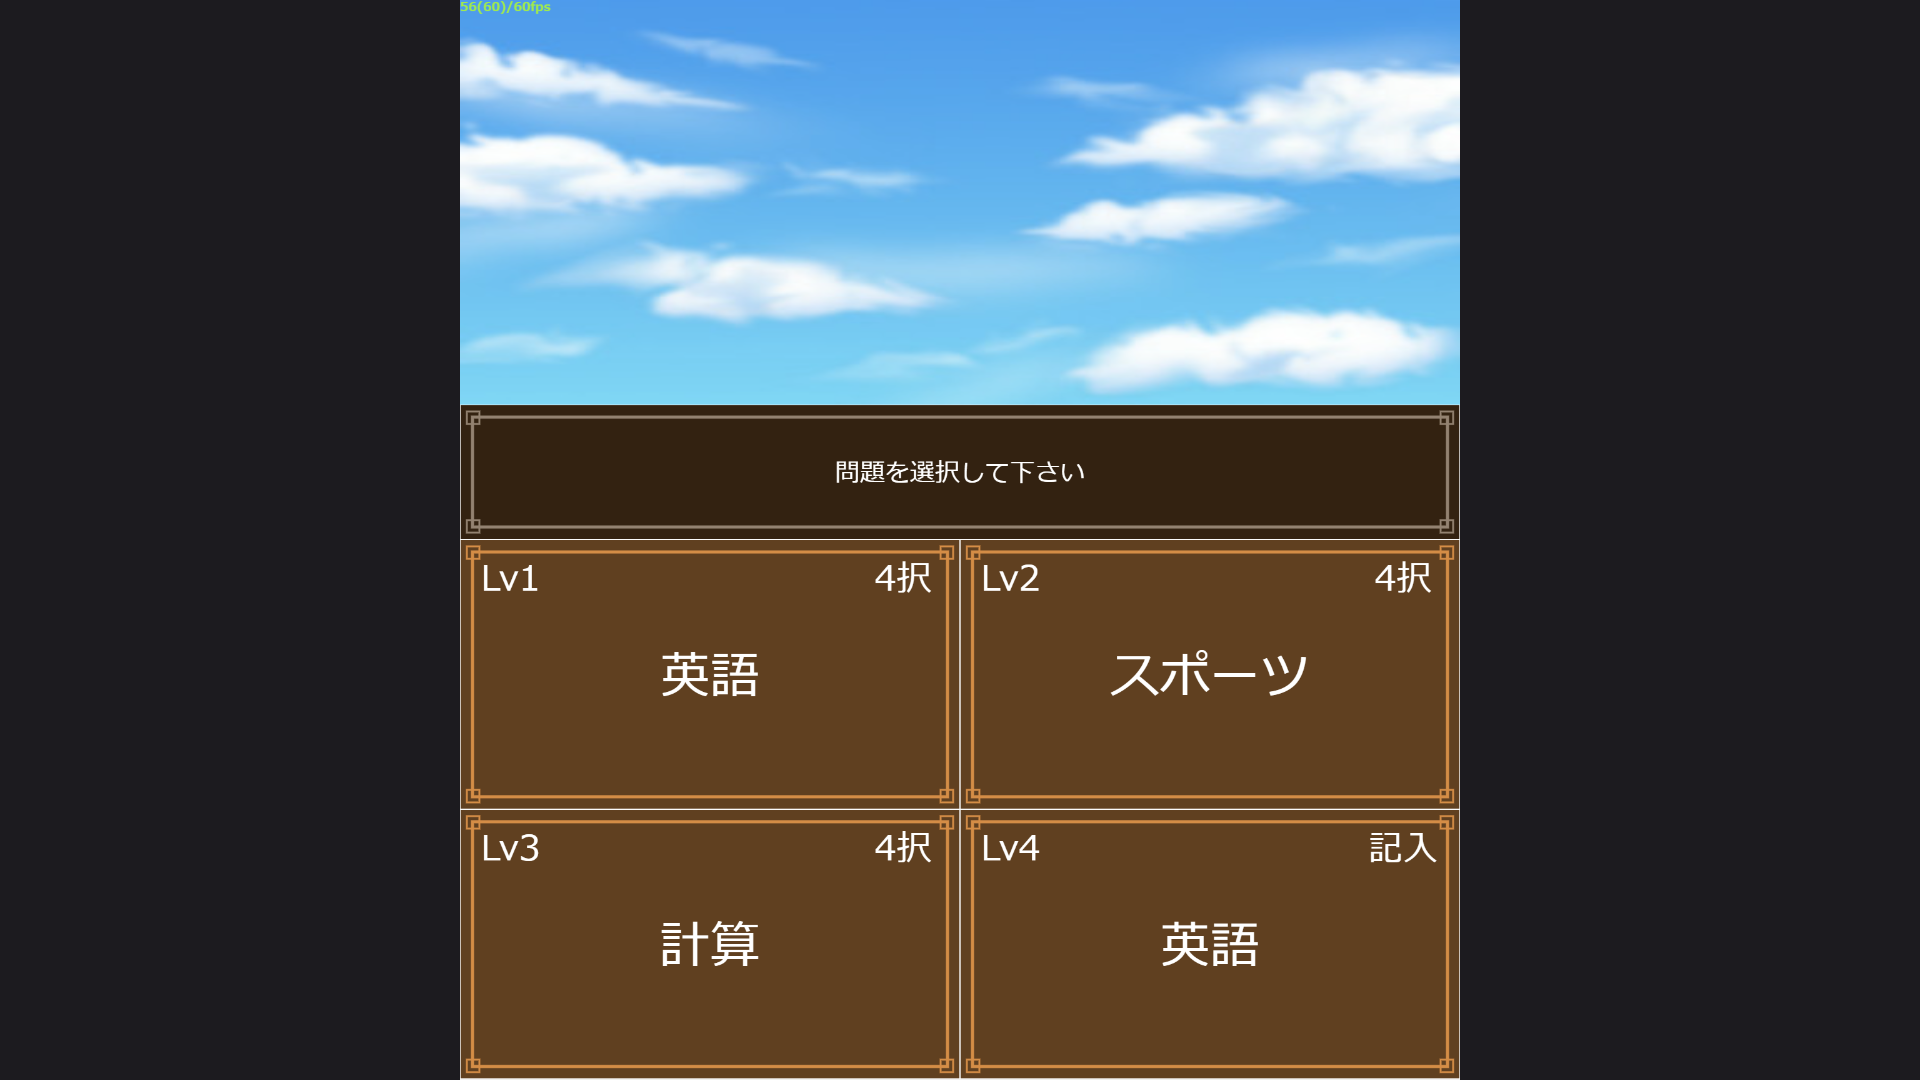 56(60)/60fps
問題を選択して下さい
Lv1 4択
英語
Lv2 4択
スポーツ
Lv3 4択
計算
Lv4 記入
英語